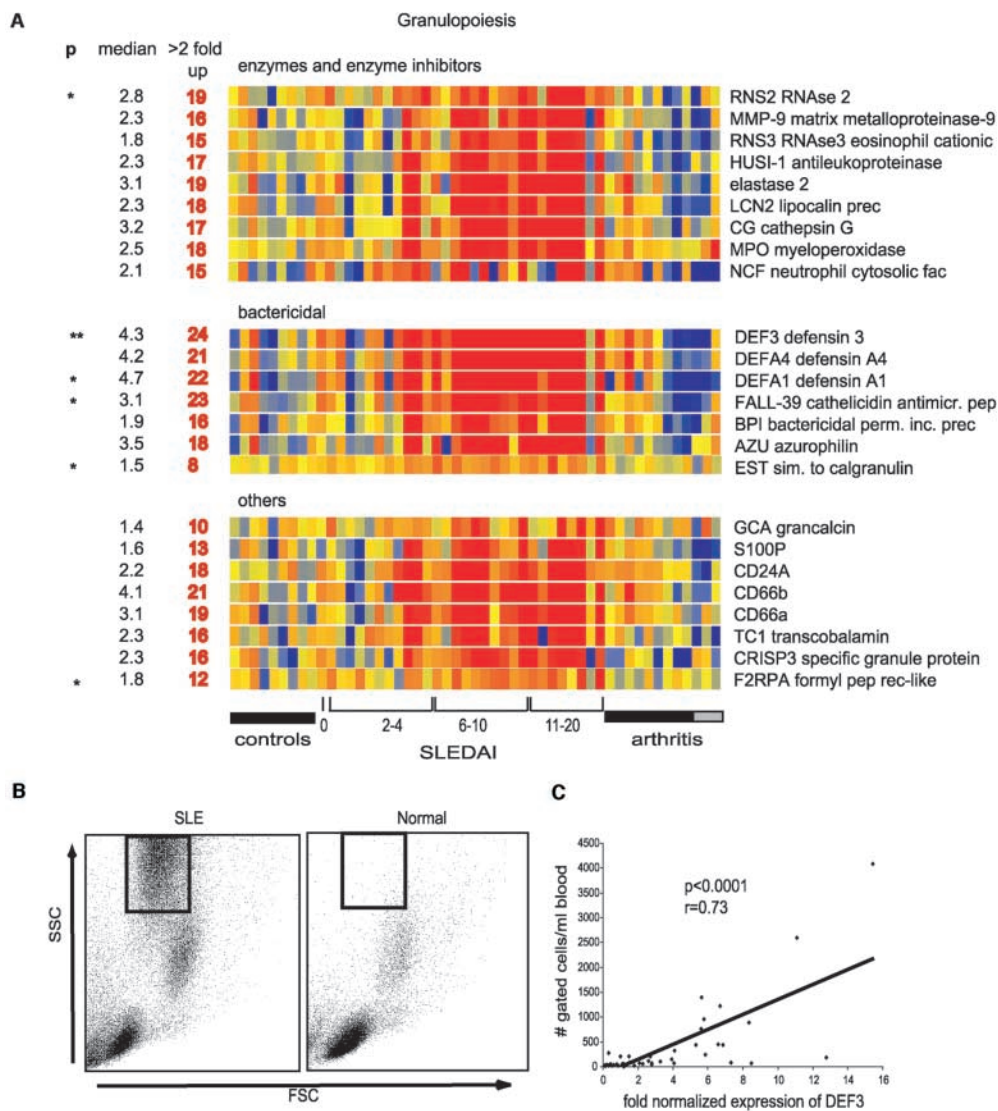 A
Granulopoiesis
p median >2 fold up
enzymes and enzyme inhibitors
* 2.8 19 RNS2 RNAse 2
2.3 16 MMP-9 matrix metalloproteinase-9
1.8 15 RNS3 RNAse3 eosinophil cationic
2.3 17 HUSI-1 antileukoproteinase
3.1 19 elastase 2
2.3 18 LCN2 lipocalin prec
3.2 17 CG cathepsin G
2.5 18 MPO myeloperoxidase
2.1 15 NCF neutrophil cytosolic fac
bactericidal
** 4.3 24 DEF3 defensin 3
4.2 21 DEFA4 defensin A4
* 4.7 22 DEFA1 defensin A1
* 3.1 23 FALL-39 cathelicidin antimicr. pep
1.9 16 BPI bactericidal perm. inc. prec
3.5 18 AZU azurophilin
* 1.5 8 EST sim. to calgranulin
others
1.4 10 GCA grancalcin
1.6 13 S100P
2.2 18 CD24A
4.1 21 CD66b
3.1 19 CD66a
2.3 16 TC1 transcobalamin
2.3 16 CRISP3 specific granule protein
* 1.8 12 F2RPA formyl pep rec-like
controls 0 2-4 6-10 11-20 arthritis
SLEDAI
B
SLE Normal
SSC
FSC
C
# gated cells/ml blood
4500
4000
3500
3000
2500
2000
1500
1000
500
0
p<0.0001
r=0.73
0 2 4 6 8 10 12 14 16
fold normalized expression of DEF3